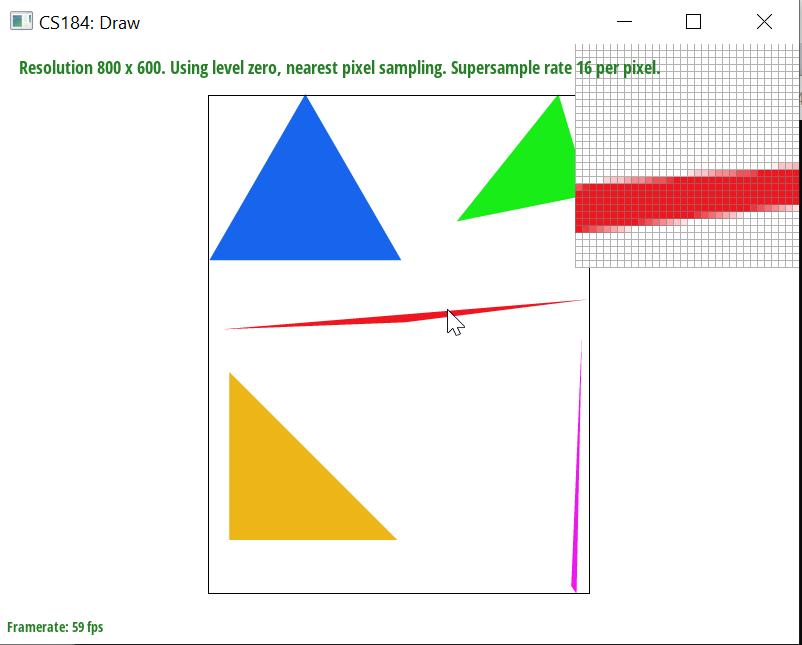 CS184: Draw
Resolution 800 x 600. Using level zero, nearest pixel sampling. Supersample rate 16 per pixel.
Framerate: 59 fps